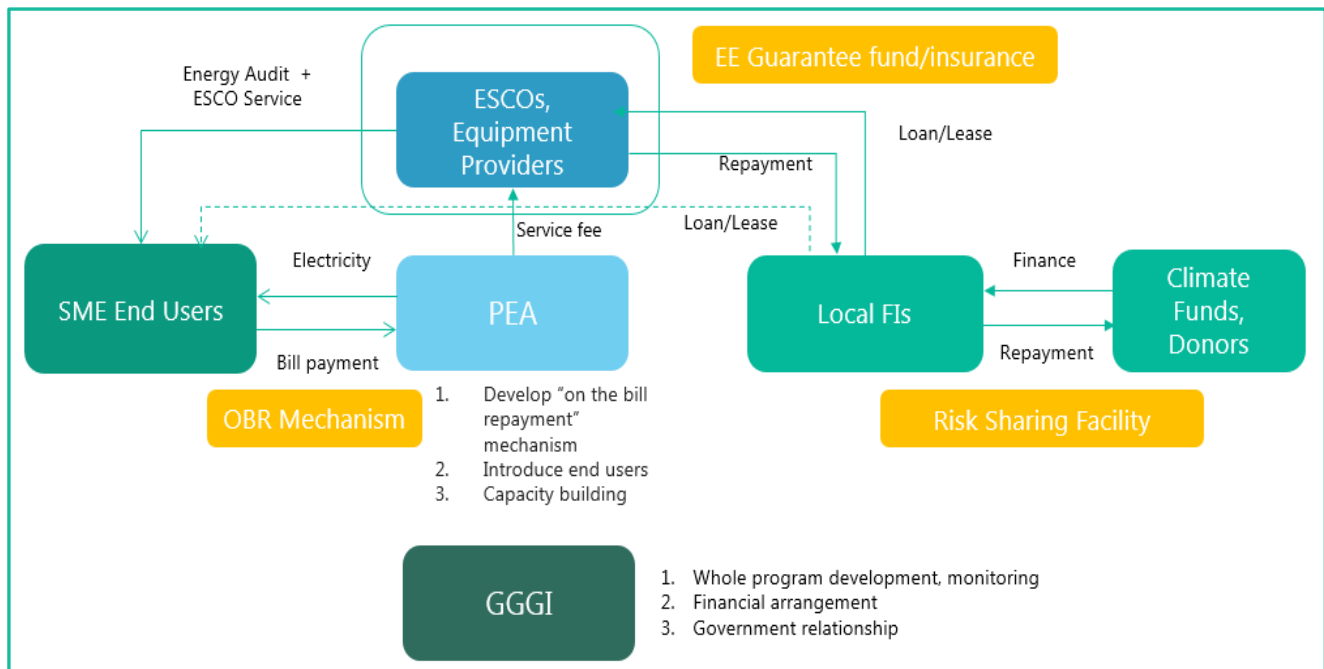 EE Guarantee fund/insurance
Energy Audit +
ESCO Service
ESCOs,
Equipment
Providers
Loan/Lease
Repayment
Service fee
Loan/Lease
SME End Users
Electricity
Bill payment
PEA
Local FIs
Finance
Repayment
Climate
Funds,
Donors
OBR Mechanism
1. Develop “on the bill
repayment”
mechanism
2. Introduce end users
3. Capacity building
Risk Sharing Facility
GGGI
1. Whole program development, monitoring
2. Financial arrangement
3. Government relationship